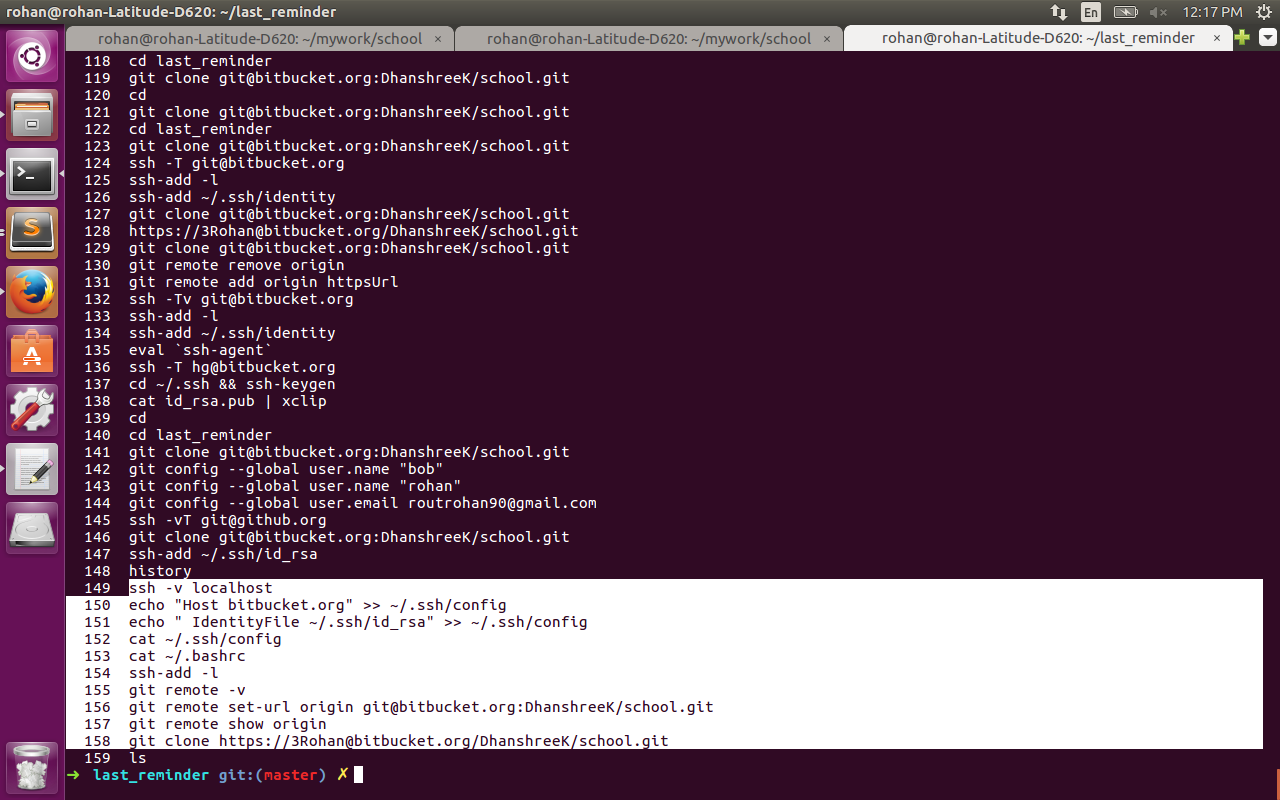 rohan@rohan-Latitude-D620: ~/last_reminder
En
12:17 PM
rohan@rohan-Latitude-D620: ~/mywork/school ×
rohan@rohan-Latitude-D620: ~/mywork/school ×
rohan@rohan-Latitude-D620: ~/last_reminder ×
118 cd last_reminder
119 git clone git@bitbucket.org:DhanshreeK/school.git
120 cd
121 git clone git@bitbucket.org:DhanshreeK/school.git
122 cd last_reminder
123 git clone git@bitbucket.org:DhanshreeK/school.git
124 ssh -T git@bitbucket.org
125 ssh-add -l
126 ssh-add ~/.ssh/identity
127 git clone git@bitbucket.org:DhanshreeK/school.git
128 https://3Rohan@bitbucket.org/DhanshreeK/school.git
129 git clone git@bitbucket.org:DhanshreeK/school.git
130 git remote remove origin
131 git remote add origin httpsUrl
132 ssh -Tv git@bitbucket.org
133 ssh-add -l
134 ssh-add ~/.ssh/identity
135 eval `ssh-agent`
136 ssh -T hg@bitbucket.org
137 cd ~/.ssh && ssh-keygen
138 cat id_rsa.pub | xclip
139 cd
140 cd last_reminder
141 git clone git@bitbucket.org:DhanshreeK/school.git
142 git config --global user.name "bob"
143 git config --global user.name "rohan"
144 git config --global user.email routrohan90@gmail.com
145 ssh -vT git@github.org
146 git clone git@bitbucket.org:DhanshreeK/school.git
147 ssh-add ~/.ssh/id_rsa
148 history
149 ssh -v localhost
150 echo "Host bitbucket.org" >> ~/.ssh/config
151 echo " IdentityFile ~/.ssh/id_rsa" >> ~/.ssh/config
152 cat ~/.ssh/config
153 cat ~/.bashrc
154 ssh-add -l
155 git remote -v
156 git remote set-url origin git@bitbucket.org:DhanshreeK/school.git
157 git remote show origin
158 git clone https://3Rohan@bitbucket.org/DhanshreeK/school.git
159 ls
➜ last_reminder git:(master) ✗